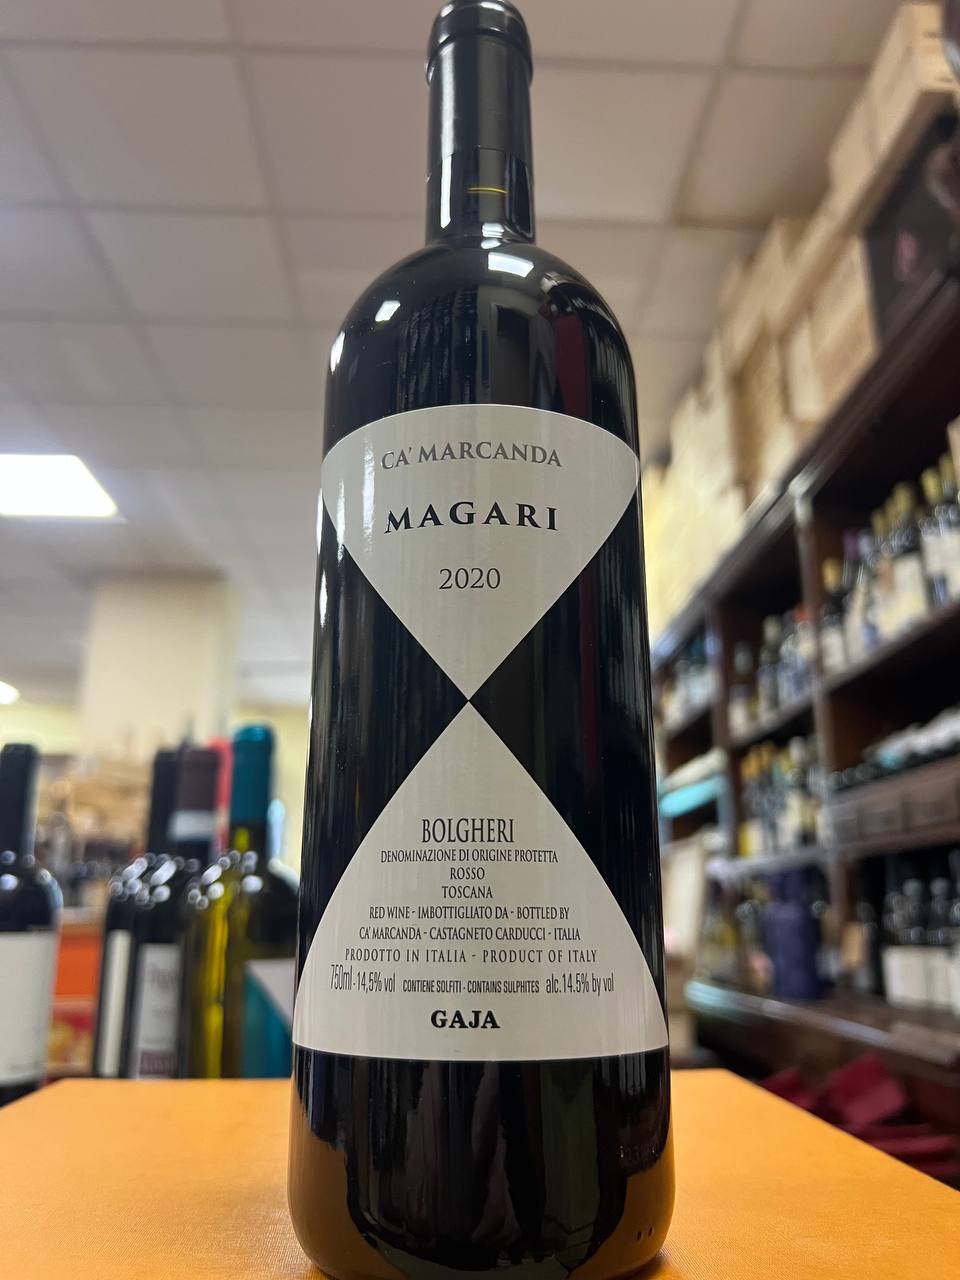 CA' MARCANDA
MAGARI
2020
BOLGHERI
DENOMINAZIONE DI ORIGINE PROTETTA
ROSSO
TOSCANA
RED WINE - IMBOTTIGLIATO DA - BOTTLED BY
CA' MARCANDA - CASTAGNETO CARDUCCI - ITALIA
PRODOTTO IN ITALIA - PRODUCT OF ITALY
750ml - 14,5% vol CONTIENE SOLFITI - CONTAINS SULPHITES alc.14.5% by vol
GAJA